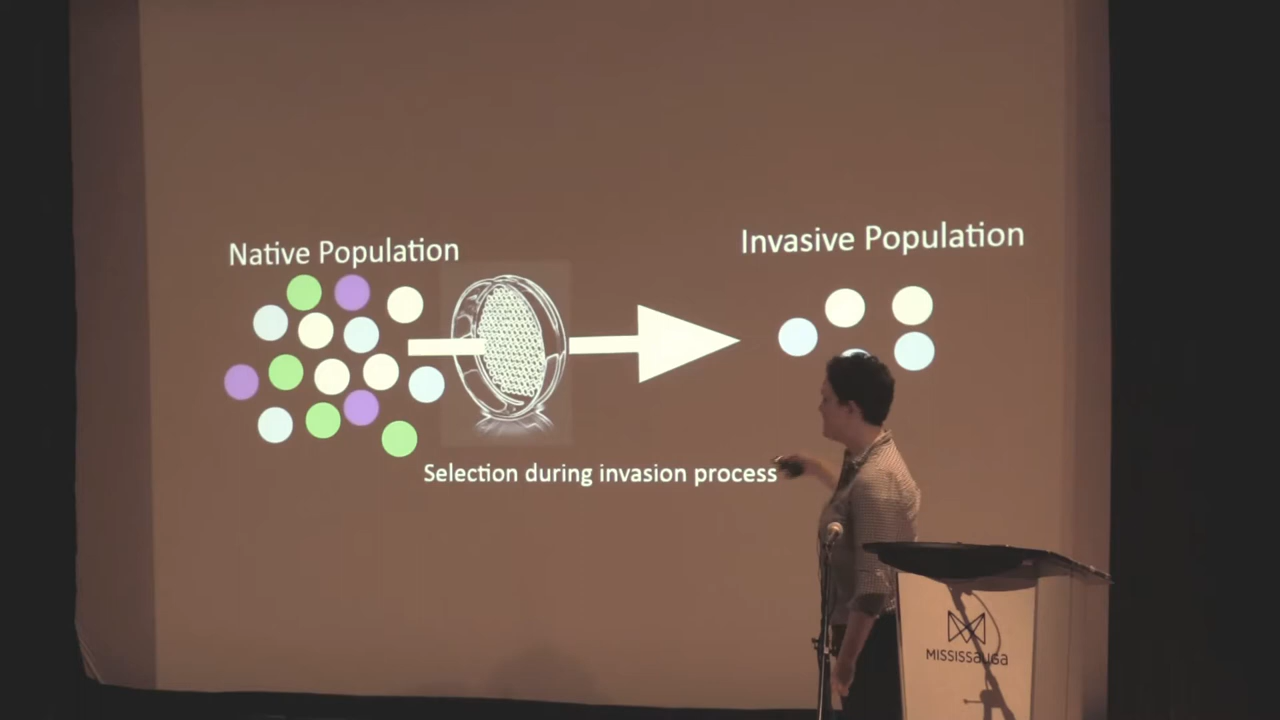 Native Population
Invasive Population
Selection during invasion process
MISSISSAUGA